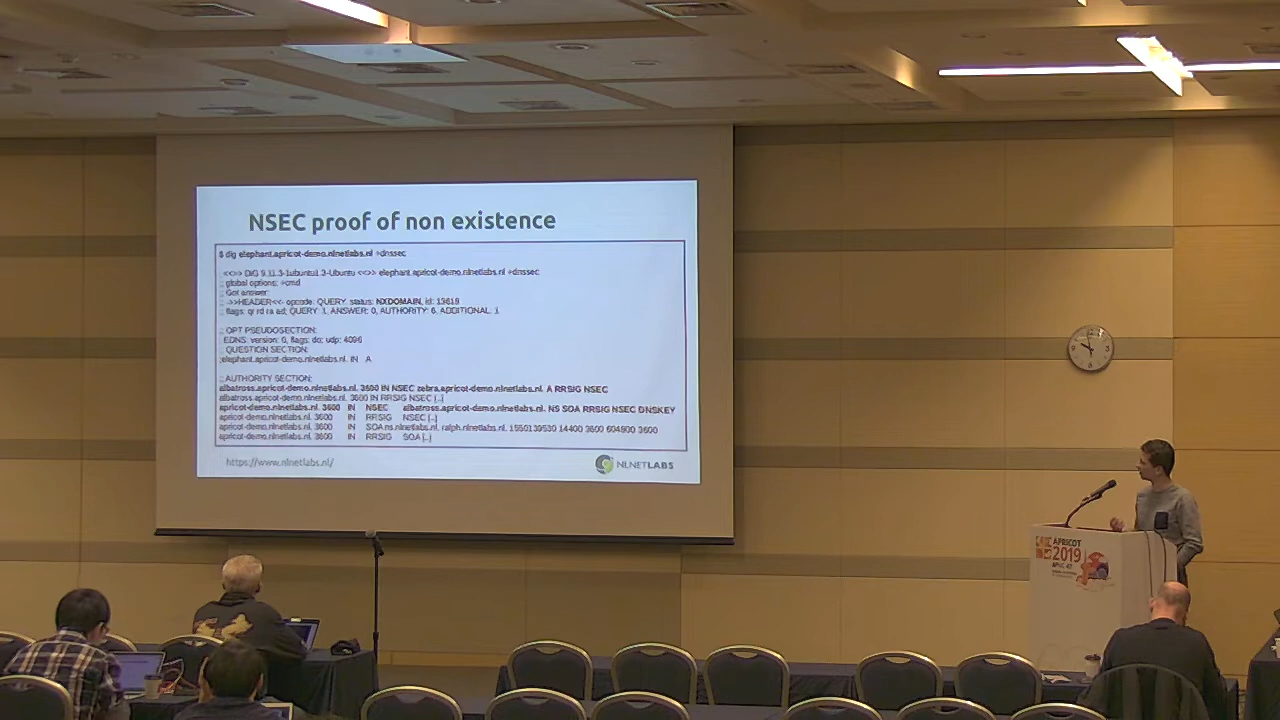 NSEC proof of non existence
$ dig elephant.apricot-demo.nlnetlabs.nl +dnssec
; <<>> DiG 9.11.3-1ubuntu1.3-Ubuntu <<>> elephant.apricot-demo.nlnetlabs.nl +dnssec
;; global options: +cmd
;; Got answer:
;; ->>HEADER<<- opcode: QUERY, status: NXDOMAIN, id: 13618
;; flags: qr rd ra ad; QUERY: 1, ANSWER: 0, AUTHORITY: 6, ADDITIONAL: 1
;; OPT PSEUDOSECTION:
; EDNS: version: 0, flags: do; udp: 4096
;; QUESTION SECTION:
;elephant.apricot-demo.nlnetlabs.nl. IN A
;; AUTHORITY SECTION:
albatross.apricot-demo.nlnetlabs.nl. 3600 IN NSEC zebra.apricot-demo.nlnetlabs.nl. A RRSIG NSEC
albatross.apricot-demo.nlnetlabs.nl. 3600 IN RRSIG NSEC [..]
apricot-demo.nlnetlabs.nl. 3600 IN NSEC albatross.apricot-demo.nlnetlabs.nl. NS SOA RRSIG NSEC DNSKEY
apricot-demo.nlnetlabs.nl. 3600 IN RRSIG NSEC [..]
apricot-demo.nlnetlabs.nl. 3600 IN SOA ns.nlnetlabs.nl. ralph.nlnetlabs.nl. 1550139530 14400 3600 604800 3600
apricot-demo.nlnetlabs.nl. 3600 IN RRSIG SOA [..]
https://www.nlnetlabs.nl/
NLNETLABS
APRICOT
2019
APNIC 47